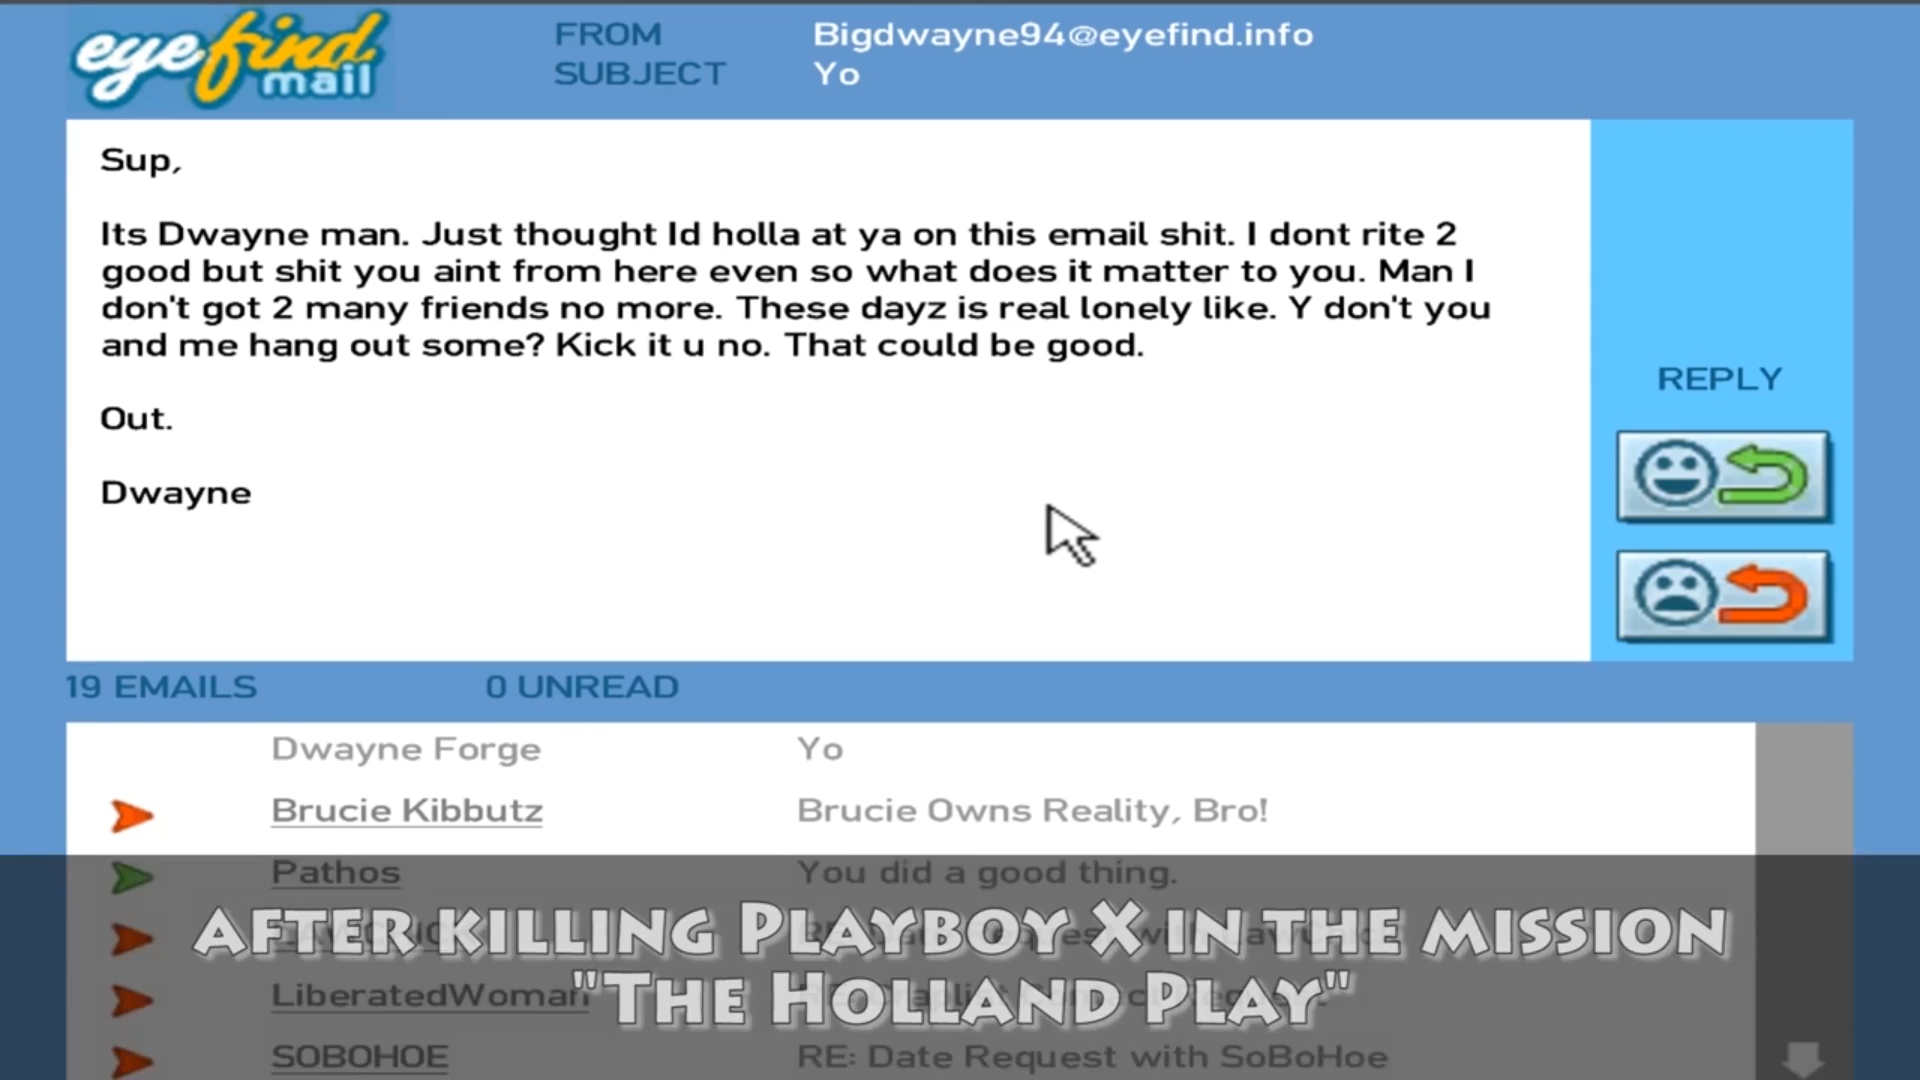 eyefind mail
FROM Bigdwayne94@eyefind.info
SUBJECT Yo
Sup,
Its Dwayne man. Just thought Id holla at ya on this email shit. I dont rite 2
good but shit you aint from here even so what does it matter to you. Man I
don't got 2 many friends no more. These dayz is real lonely like. Y don't you
and me hang out some? Kick it u no. That could be good.
Out.
Dwayne
REPLY
19 EMAILS 0 UNREAD
Dwayne Forge Yo
Brucie Kibbutz Brucie Owns Reality, Bro!
Pathos You did a good thing.
AFTER KILLING PLAYBOY X IN THE MISSION
LiberatedWoman
"THE HOLLAND PLAY"
SOBOHOE RE: Date Request with SoBoHoe